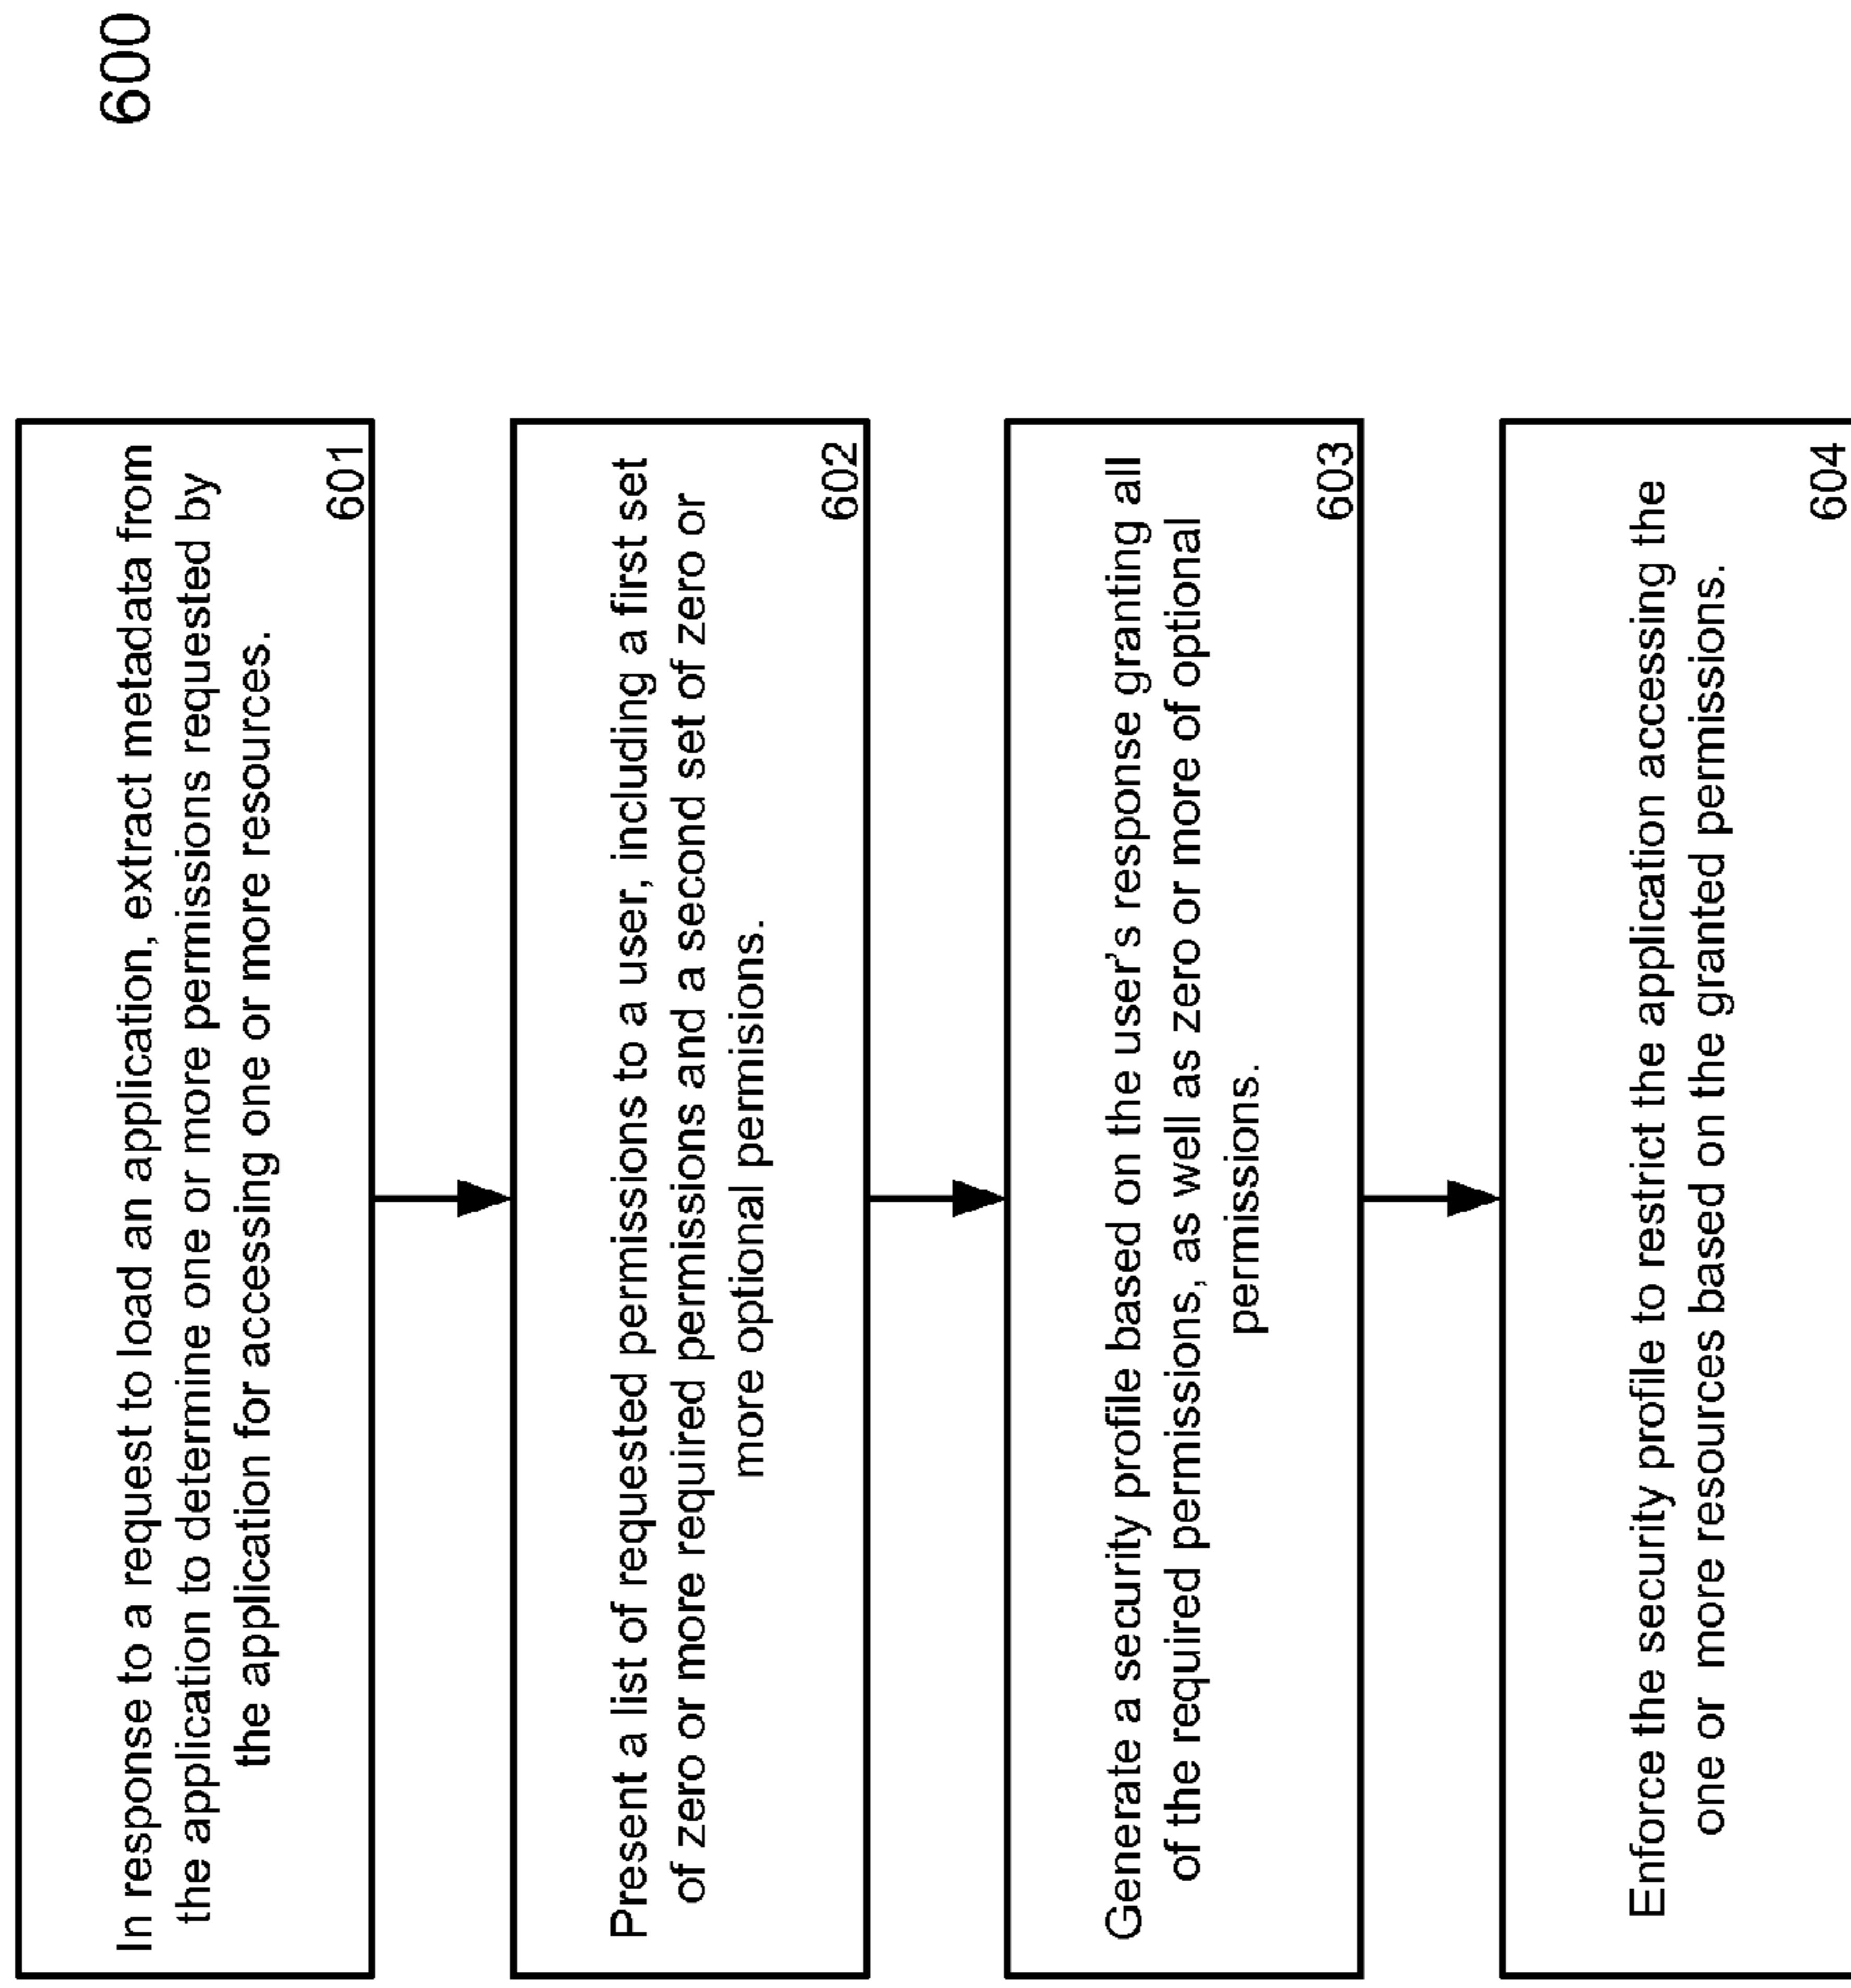 600
In response to a request to load an application, extract metadata from
the application to determine one or more permissions requested by
the application for accessing one or more resources.
601
Present a list of requested permissions to a user, including a first set
of zero or more required permissions and a second set of zero or
more optional permisions.
602
Generate a security profile based on the user's response granting all
of the required permissions, as well as zero or more of optional
permissions.
603
Enforce the security profile to restrict the application accessing the
one or more resources based on the granted permissions.
604